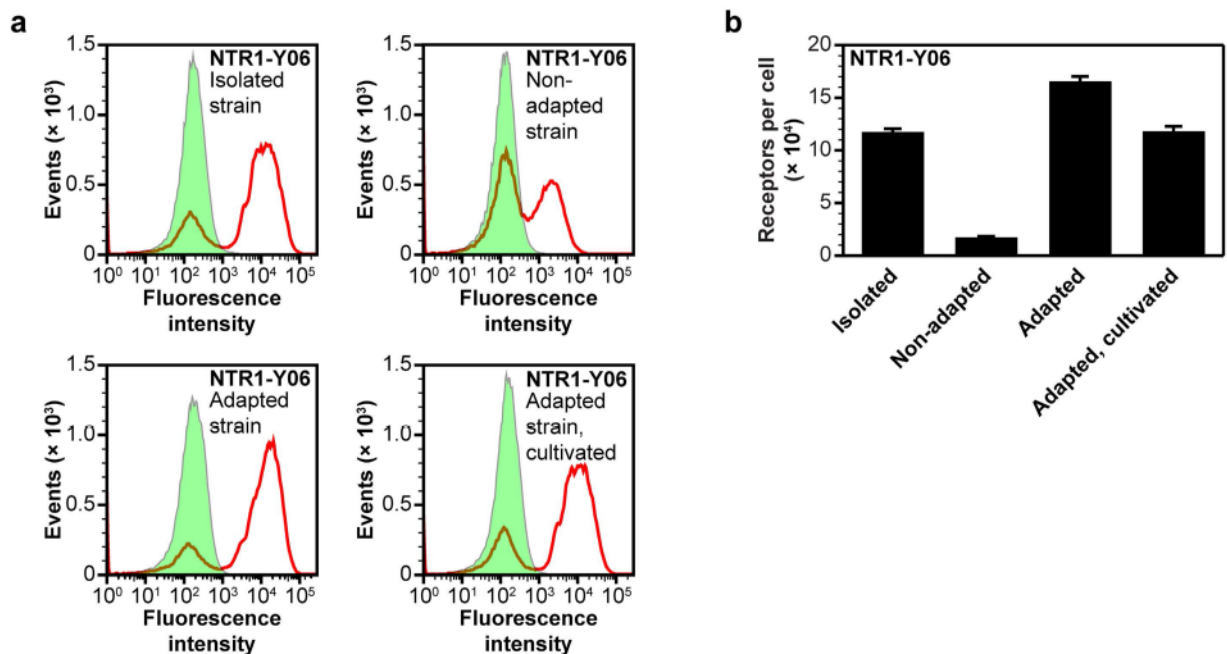 a
1.5
1.0
0.5
0
Events (× 10³)
NTR1-Y06
Isolated
strain
10⁰ 10¹ 10² 10³ 10⁴ 10⁵
Fluorescence
intensity
1.5
1.0
0.5
0
Events (× 10³)
NTR1-Y06
Non-
adapted
strain
10⁰ 10¹ 10² 10³ 10⁴ 10⁵
Fluorescence
intensity
1.5
1.0
0.5
0
Events (× 10³)
NTR1-Y06
Adapted
strain
10⁰ 10¹ 10² 10³ 10⁴ 10⁵
Fluorescence
intensity
1.5
1.0
0.5
0
Events (× 10³)
NTR1-Y06
Adapted
strain,
cultivated
10⁰ 10¹ 10² 10³ 10⁴ 10⁵
Fluorescence
intensity
b
20
15
10
5
0
Receptors per cell
(× 10⁴)
NTR1-Y06
Isolated
Non-adapted
Adapted
Adapted, cultivated